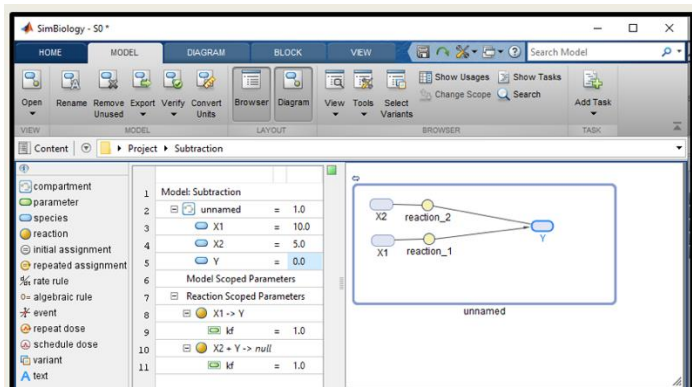 SimBiology - S0 *
HOME MODEL DIAGRAM BLOCK VIEW Search Model
Open Rename Remove Unused Export Verify Convert Units Browser Diagram View Tools Select Variants Show Usages Show Tasks Change Scope Search Add Task
VIEW MODEL LAYOUT BROWSER TASK
Content Project Subtraction
compartment
parameter
species
reaction
initial assignment
repeated assignment
rate rule
0= algebraic rule
event
repeat dose
schedule dose
variant
A text
1 Model: Subtraction
2 unnamed = 1.0
3 X1 = 10.0
4 X2 = 5.0
5 Y = 0.0
6 Model Scoped Parameters
7 Reaction Scoped Parameters
8 X1 -> Y
9 kf = 1.0
10 X2 + Y -> null
11 kf = 1.0
X2 reaction_2
Y
X1 reaction_1
unnamed